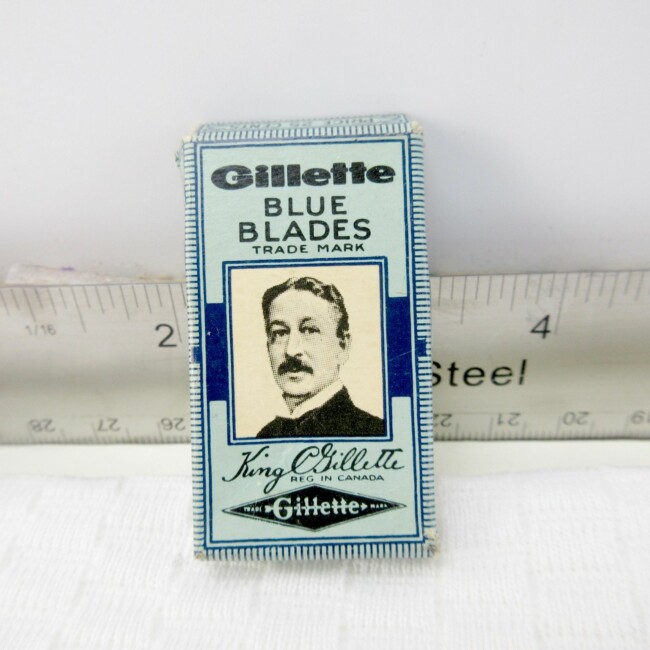 Gillette
BLUE
BLADES
TRADE MARK
1/16
2
4
Steel
28
27
26
22
21
20
King C Gillette
REG IN CANADA
TRADE Gillette MARK